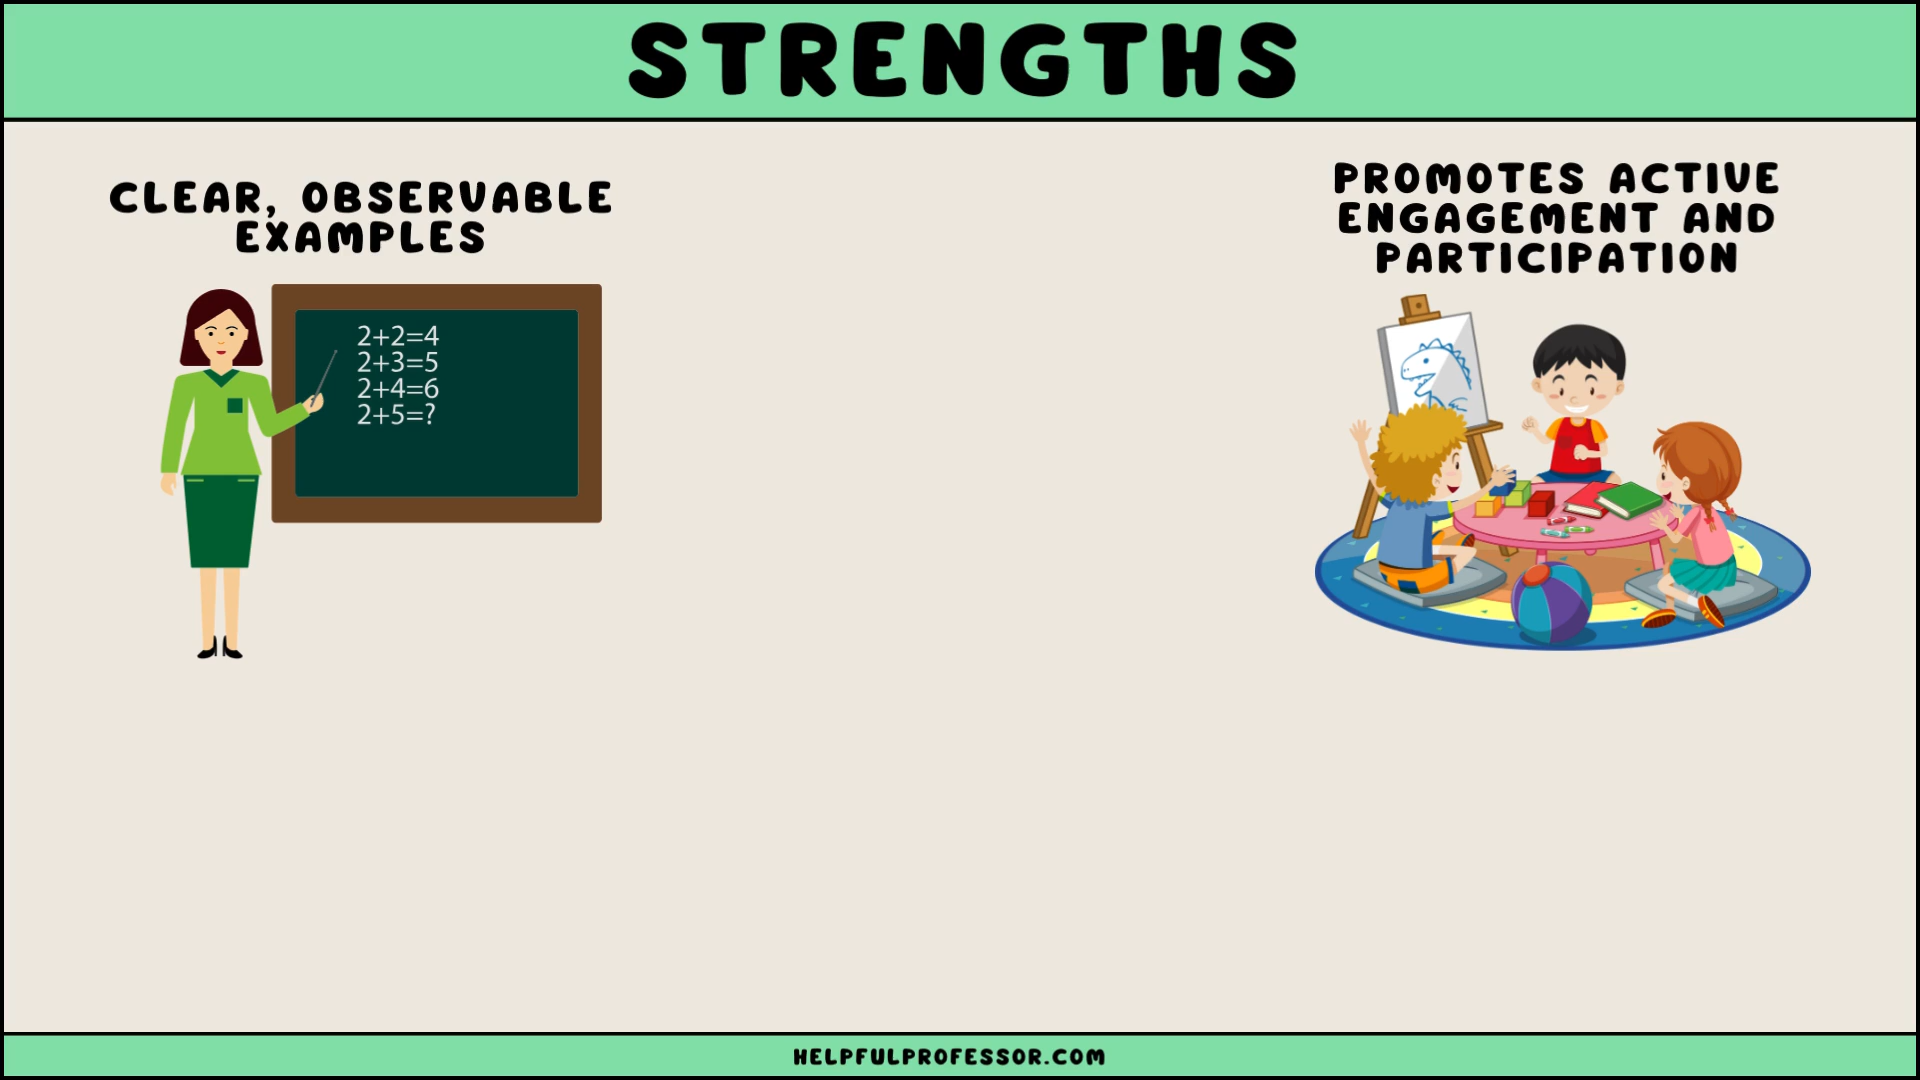 STRENGTHS
CLEAR, OBSERVABLE
EXAMPLES
2+2=4
2+3=5
2+4=6
2+5=?
PROMOTES ACTIVE
ENGAGEMENT AND
PARTICIPATION
HELPFULPROFESSOR.COM